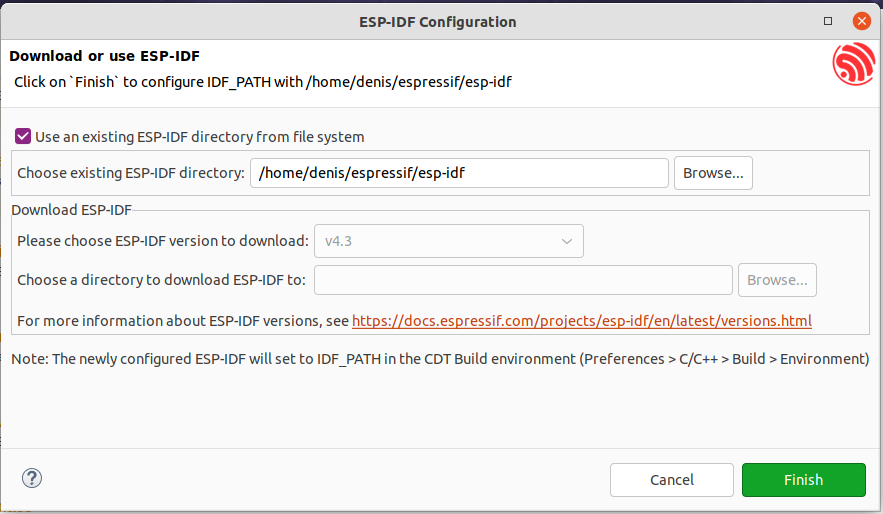 ESP-IDF Configuration
Download or use ESP-IDF
Click on `Finish` to configure IDF_PATH with /home/denis/espressif/esp-idf
Use an existing ESP-IDF directory from file system
Choose existing ESP-IDF directory: /home/denis/espressif/esp-idf Browse...
Download ESP-IDF
Please choose ESP-IDF version to download: v4.3
Choose a directory to download ESP-IDF to: Browse...
For more information about ESP-IDF versions, see https://docs.espressif.com/projects/esp-idf/en/latest/versions.html
Note: The newly configured ESP-IDF will set to IDF_PATH in the CDT Build environment (Preferences > C/C++ > Build > Environment)
? Cancel Finish